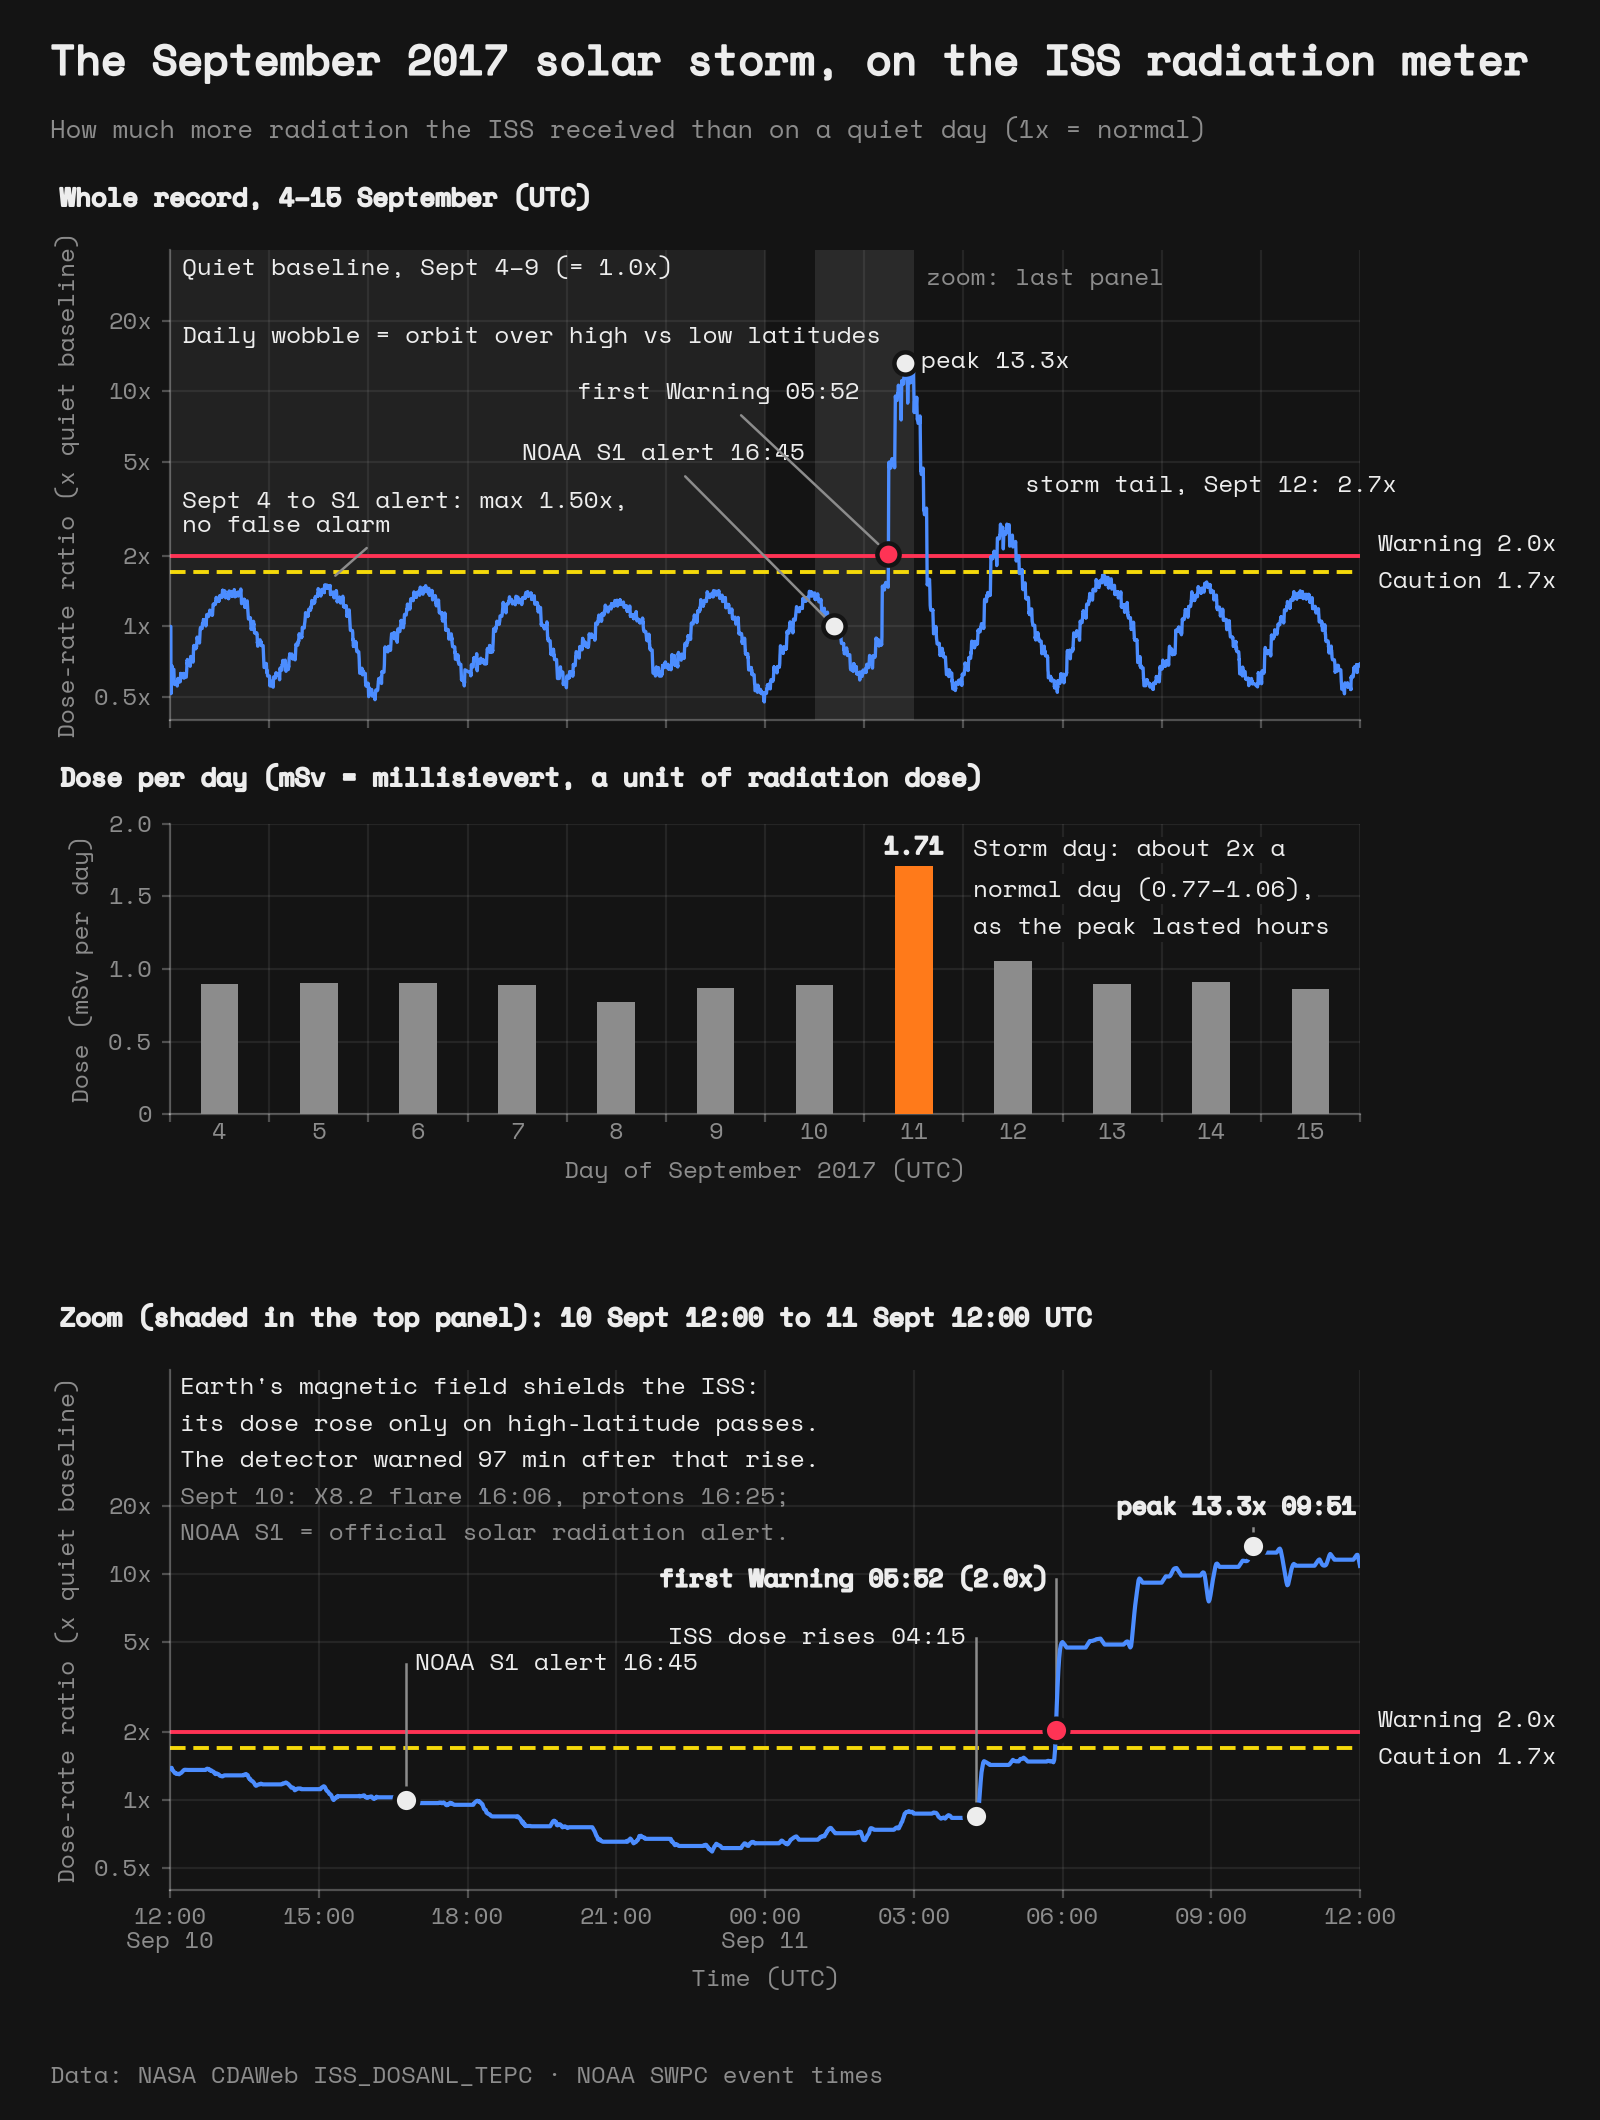 The September 2017 solar storm, on the ISS radiation meter
How much more radiation the ISS received than on a quiet day (1x = normal)
Whole record, 4–15 September (UTC)
Dose-rate ratio (x quiet baseline)
Quiet baseline, Sept 4–9 (= 1.0x)
zoom: last panel
20x
Daily wobble = orbit over high vs low latitudes
peak 13.3x
10x
first Warning 05:52
NOAA S1 alert 16:45
5x
storm tail, Sept 12: 2.7x
Sept 4 to S1 alert: max 1.50x,
no false alarm
Warning 2.0x
2x
Caution 1.7x
1x
0.5x
Dose per day (mSv = millisievert, a unit of radiation dose)
Dose (mSv per day)
2.0
1.71
Storm day: about 2x a
normal day (0.77–1.06),
as the peak lasted hours
1.5
1.0
0.5
0
4 5 6 7 8 9 10 11 12 13 14 15
Day of September 2017 (UTC)
Zoom (shaded in the top panel): 10 Sept 12:00 to 11 Sept 12:00 UTC
Dose-rate ratio (x quiet baseline)
Earth's magnetic field shields the ISS:
its dose rose only on high-latitude passes.
The detector warned 97 min after that rise.
Sept 10: X8.2 flare 16:06, protons 16:25;
NOAA S1 = official solar radiation alert.
20x
peak 13.3x 09:51
10x
first Warning 05:52 (2.0x)
5x
ISS dose rises 04:15
NOAA S1 alert 16:45
Warning 2.0x
2x
Caution 1.7x
1x
0.5x
12:00 15:00 18:00 21:00 00:00 03:00 06:00 09:00 12:00
Sep 10 Sep 11
Time (UTC)
Data: NASA CDAWeb ISS_DOSANL_TEPC · NOAA SWPC event times